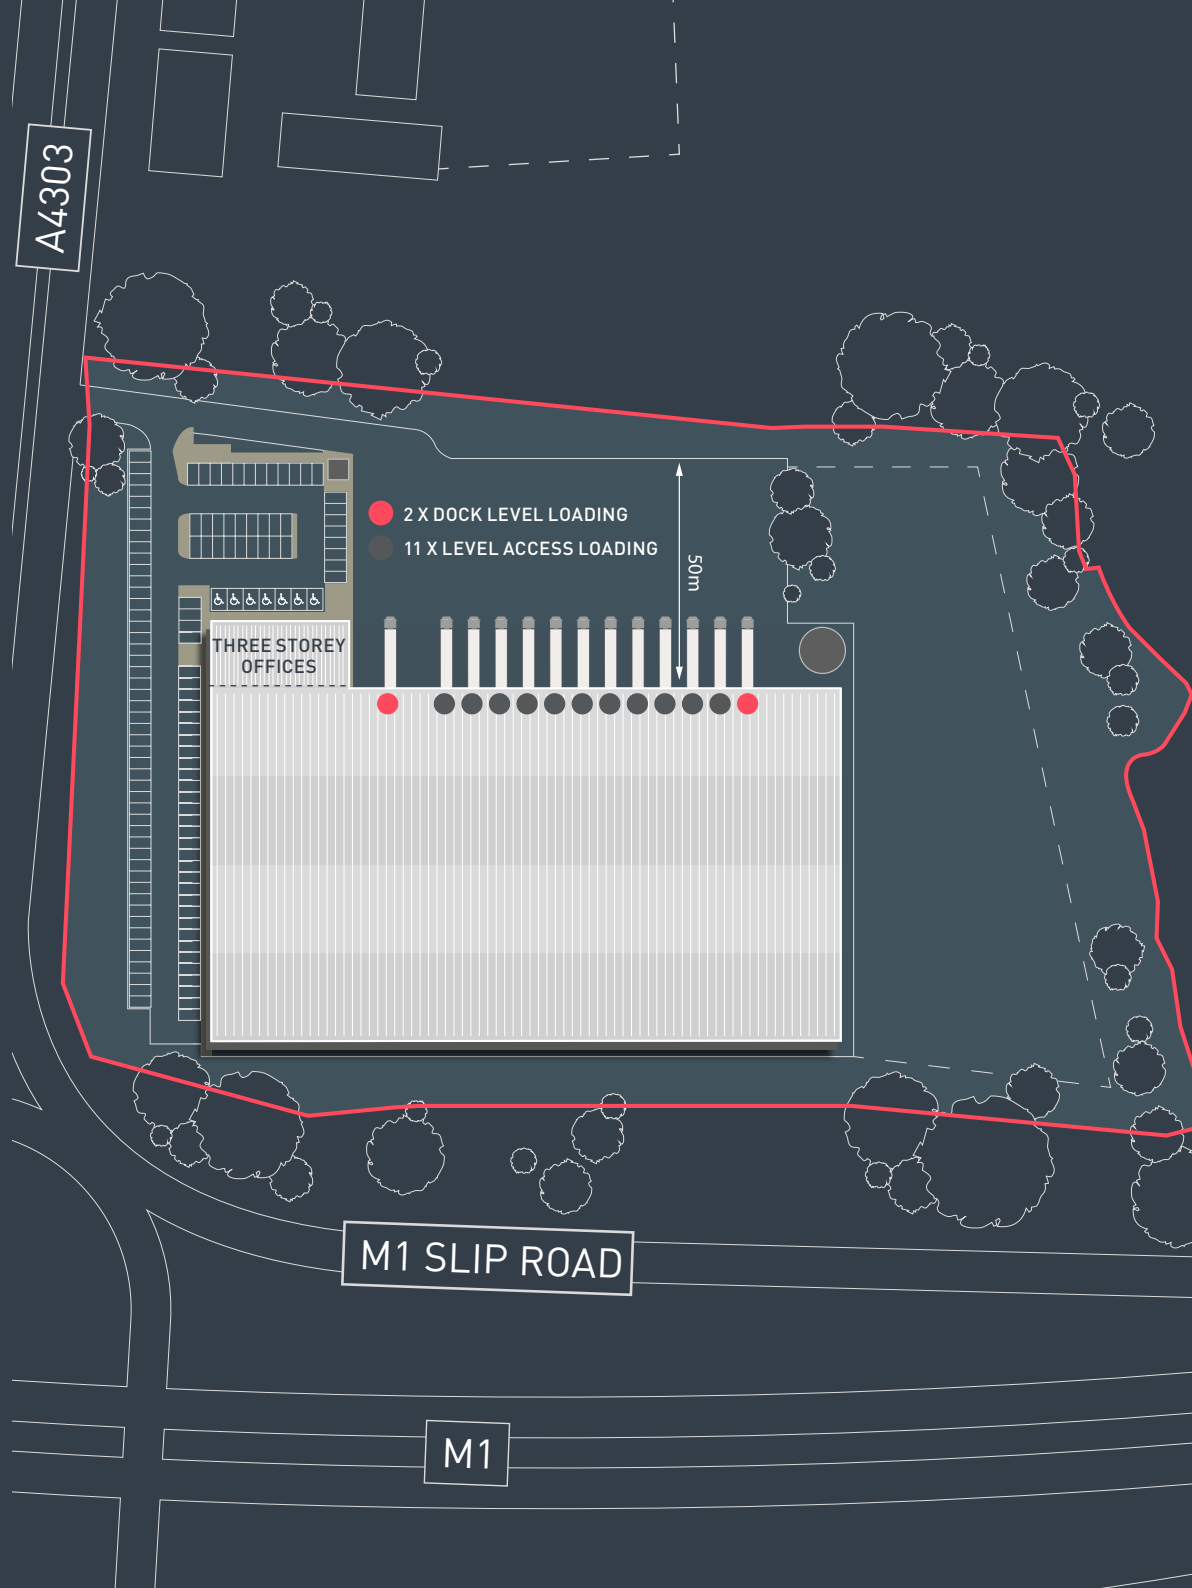 A4303
2 X DOCK LEVEL LOADING
11 X LEVEL ACCESS LOADING
50m
THREE STOREY
OFFICES
M1 SLIP ROAD
M1